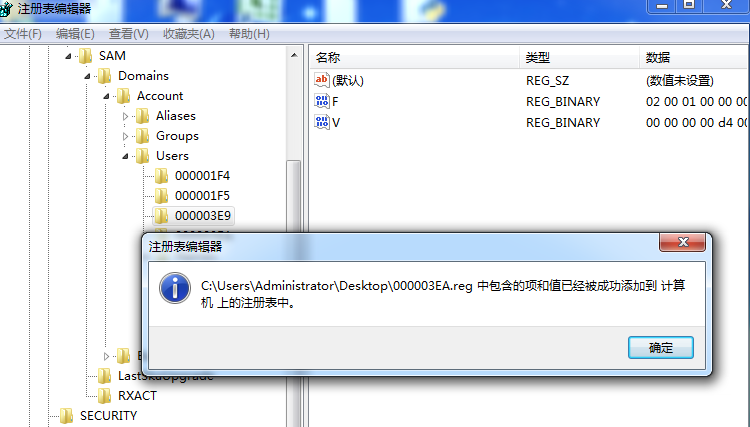 注册表编辑器
文件(F) 编辑(E) 查看(V) 收藏夹(A) 帮助(H)
SAM
Domains
Account
Aliases
Groups
Users
000001F4
000001F5
000003E9
RXACT
SECURITY
名称 类型 数据
(默认) REG_SZ (数值未设置)
F REG_BINARY 02 00 01 00 00 00
V REG_BINARY 00 00 00 00 d4 00
注册表编辑器
C:\Users\Administrator\Desktop\000003EA.reg 中包含的项和值已经被成功添加到 计算
机 上的注册表中。
确定